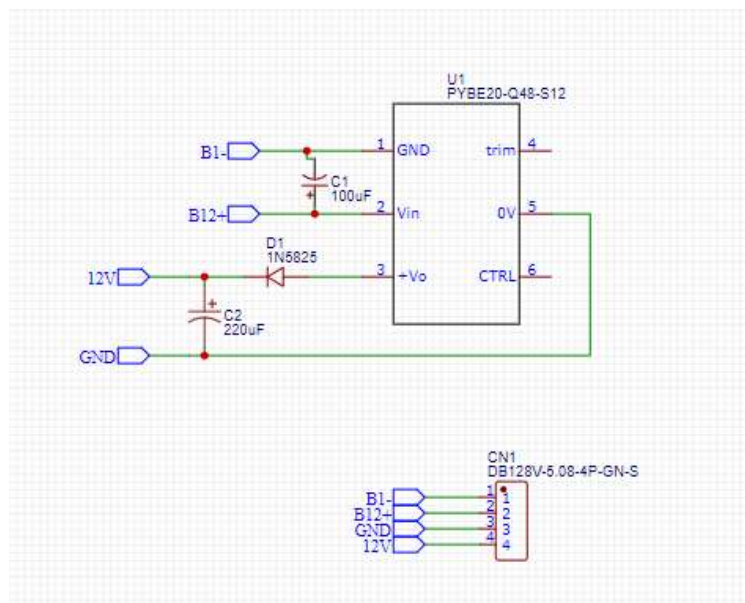 U1
PYBE20-Q48-S12
B1-
1
GND
trim
4
C1
100uF
B12+
2
Vin
0V
5
D1
1N5825
12V
3
+Vo
CTRL
6
C2
220uF
GND
CN1
DB128V-5.08-4P-GN-S
B1- 1 1
B12+ 2 2
GND 3 3
12V 4 4